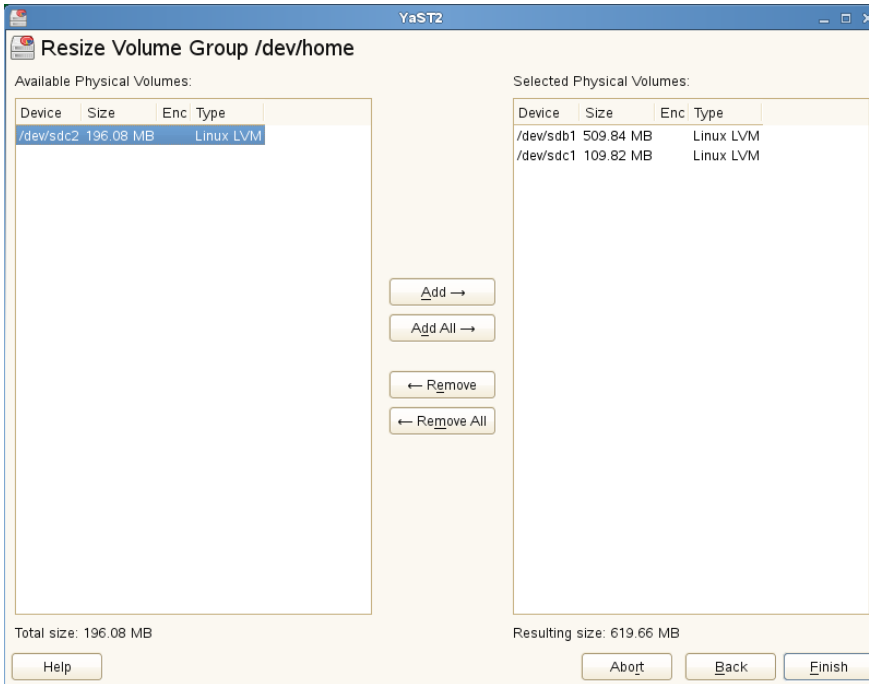 YaST2
Resize Volume Group /dev/home
Available Physical Volumes:
Device Size Enc Type
/dev/sdc2 196.08 MB Linux LVM
Total size: 196.08 MB
Add →
Add All →
← Remove
← Remove All
Selected Physical Volumes:
Device Size Enc Type
/dev/sdb1 509.84 MB Linux LVM
/dev/sdc1 109.82 MB Linux LVM
Resulting size: 619.66 MB
Help
Abort
Back
Finish